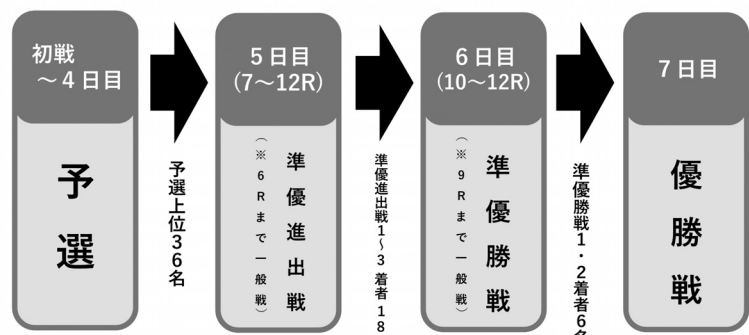 初戦
～4日目
予選
予選上位36名
5日目
(7～12R)
準優進出戦
(※6Rまで一般戦)
準優進出戦1～3着者 18
6日目
(10～12R)
準優勝戦
(※9Rまで一般戦)
準優勝戦1・2着者6名
7日目
優勝戦